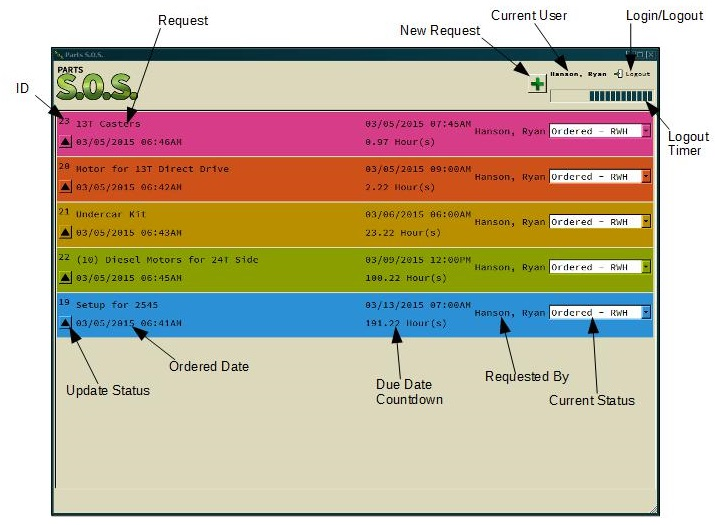 Request
Current User
Login/Logout
New Request
Parts S.O.S.
PARTS
S.O.S.
Hanson, Ryan
Logout
ID
Logout
Timer
23 13T Casters
03/05/2015 06:46AM
03/05/2015 07:45AM
0.97 Hour(s)
Hanson, Ryan
Ordered - RWH
20 Motor for 13T Direct Drive
03/05/2015 06:42AM
03/05/2015 09:00AM
2.22 Hour(s)
Hanson, Ryan
Ordered - RWH
21 Undercar Kit
03/05/2015 06:43AM
03/06/2015 06:00AM
23.22 Hour(s)
Hanson, Ryan
Ordered - RWH
22 (10) Diesel Motors for 24T Side
03/05/2015 06:45AM
03/09/2015 12:00PM
100.22 Hour(s)
Hanson, Ryan
Ordered - RWH
19 Setup for 2545
03/05/2015 06:41AM
03/13/2015 07:00AM
191.22 Hour(s)
Hanson, Ryan
Ordered - RWH
Update Status
Ordered Date
Due Date
Countdown
Requested By
Current Status